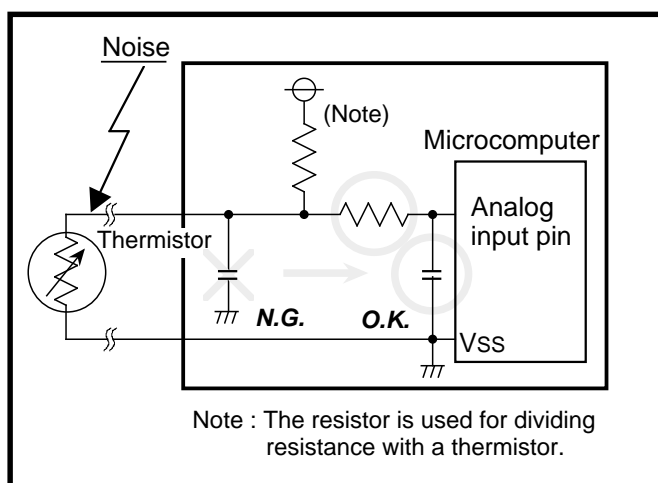 Noise
(Note)
Microcomputer
Analog
input pin
Thermistor
N.G.
O.K.
VSS
Note : The resistor is used for dividing
resistance with a thermistor.